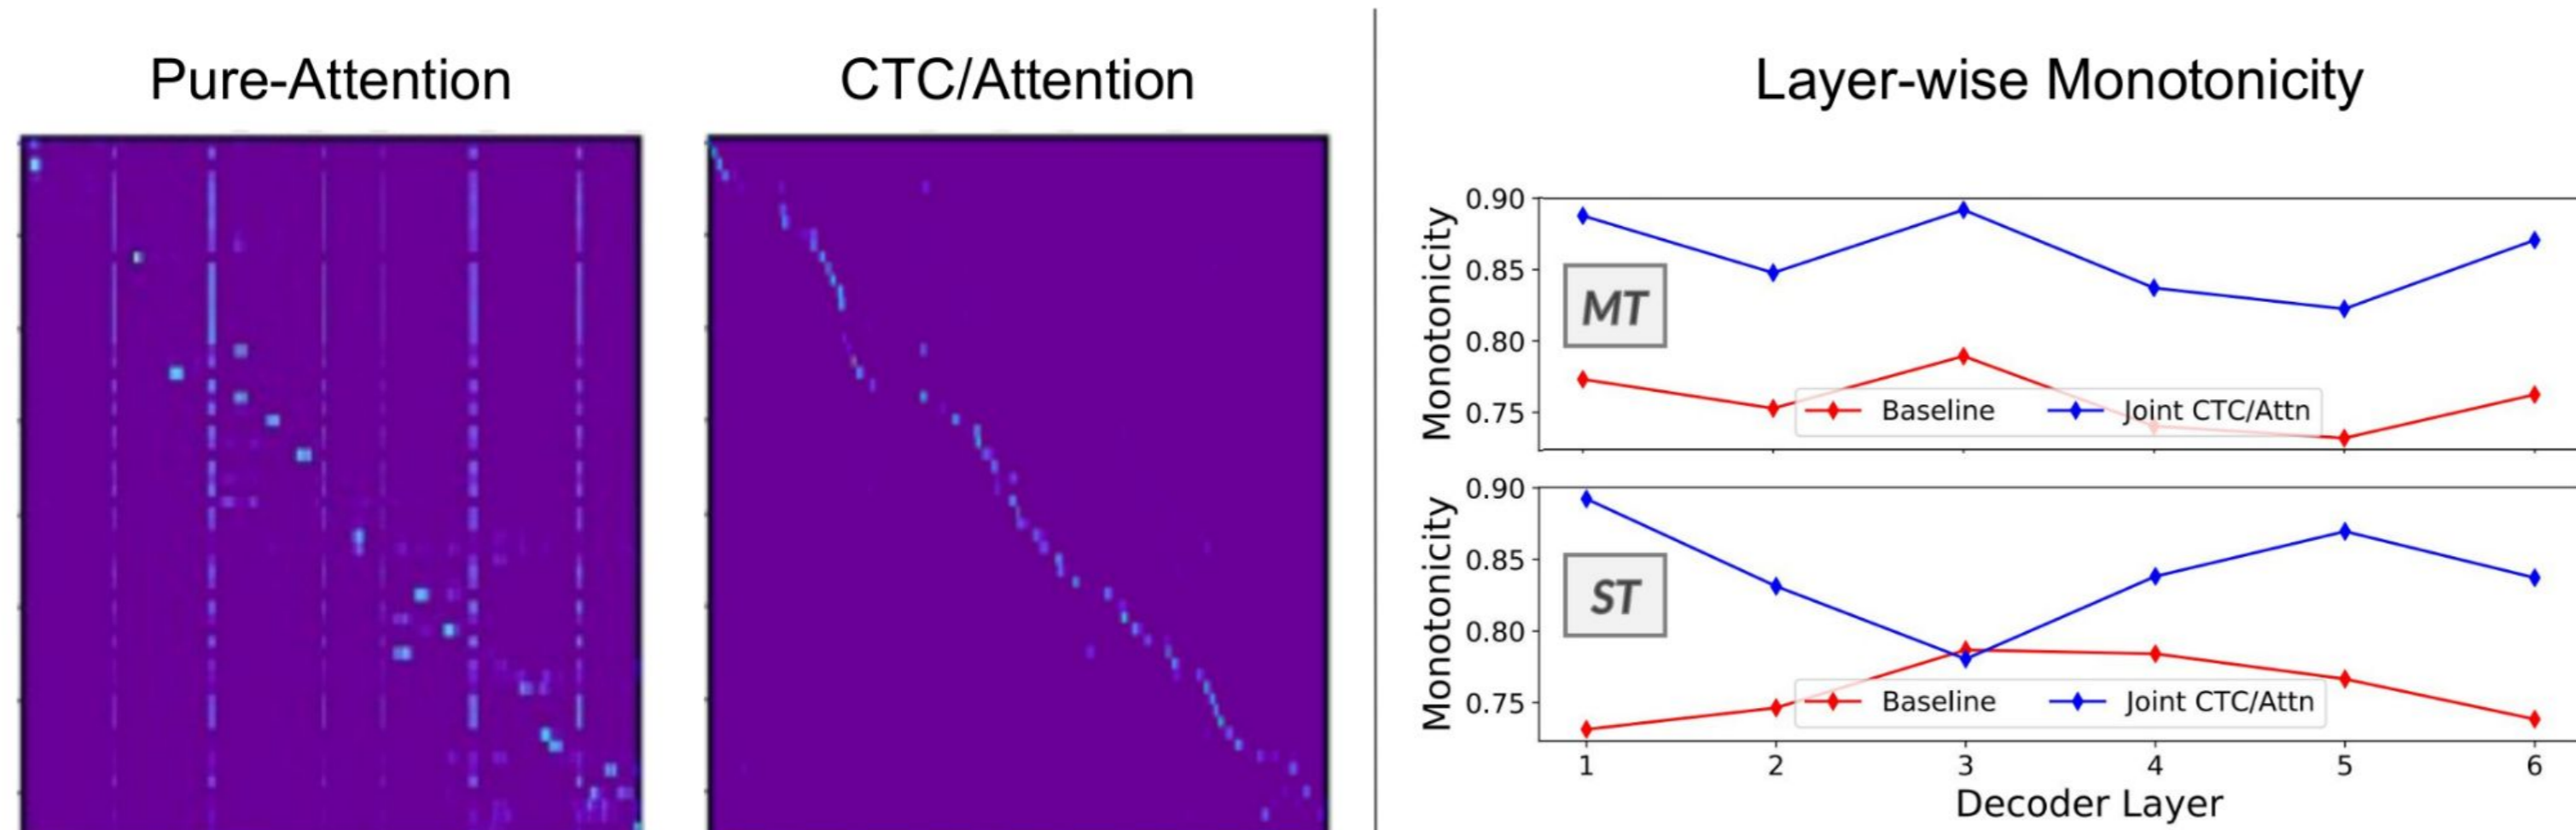 Pure-Attention
CTC/Attention
Layer-wise Monotonicity
Monotonicity
0.90
0.85
0.80
0.75
MT
Baseline
Joint CTC/Attn
Monotonicity
0.90
0.85
0.80
0.75
ST
Baseline
Joint CTC/Attn
1 2 3 4 5 6
Decoder Layer